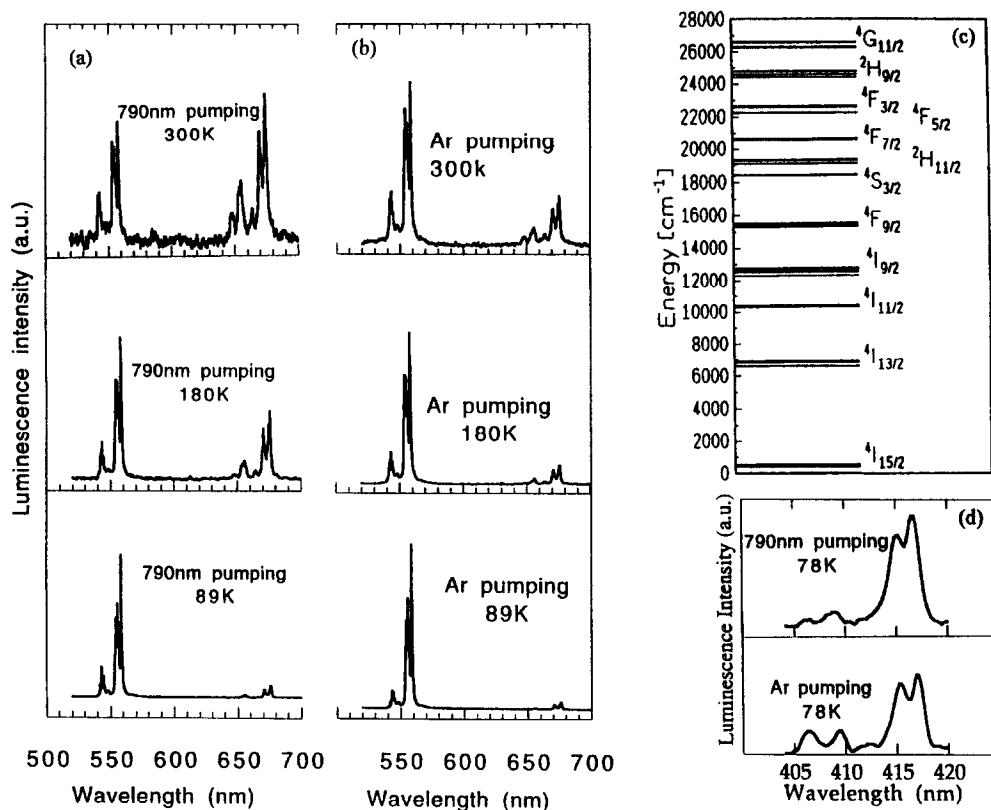 (a)
790nm pumping
300K
790nm pumping
180K
790nm pumping
89K
Luminescence intensity (a.u.)
500 550 600 650 700
Wavelength (nm)
(b)
Ar pumping
300k
Ar pumping
180K
Ar pumping
89K
550 600 650 700
Wavelength (nm)
(c)
Energy [cm⁻¹]
28000
26000
24000
22000
20000
18000
16000
14000
12000
10000
8000
6000
4000
2000
0
⁴G₁₁/₂
²H₉/₂
⁴F₃/₂
⁴F₅/₂
⁴F₇/₂
²H₁₁/₂
⁴S₃/₂
⁴F₉/₂
⁴I₉/₂
⁴I₁₁/₂
⁴I₁₃/₂
⁴I₁₅/₂
(d)
Luminescence Intensity (a.u.)
790nm pumping
78K
Ar pumping
78K
405 410 415 420
Wavelength (nm)